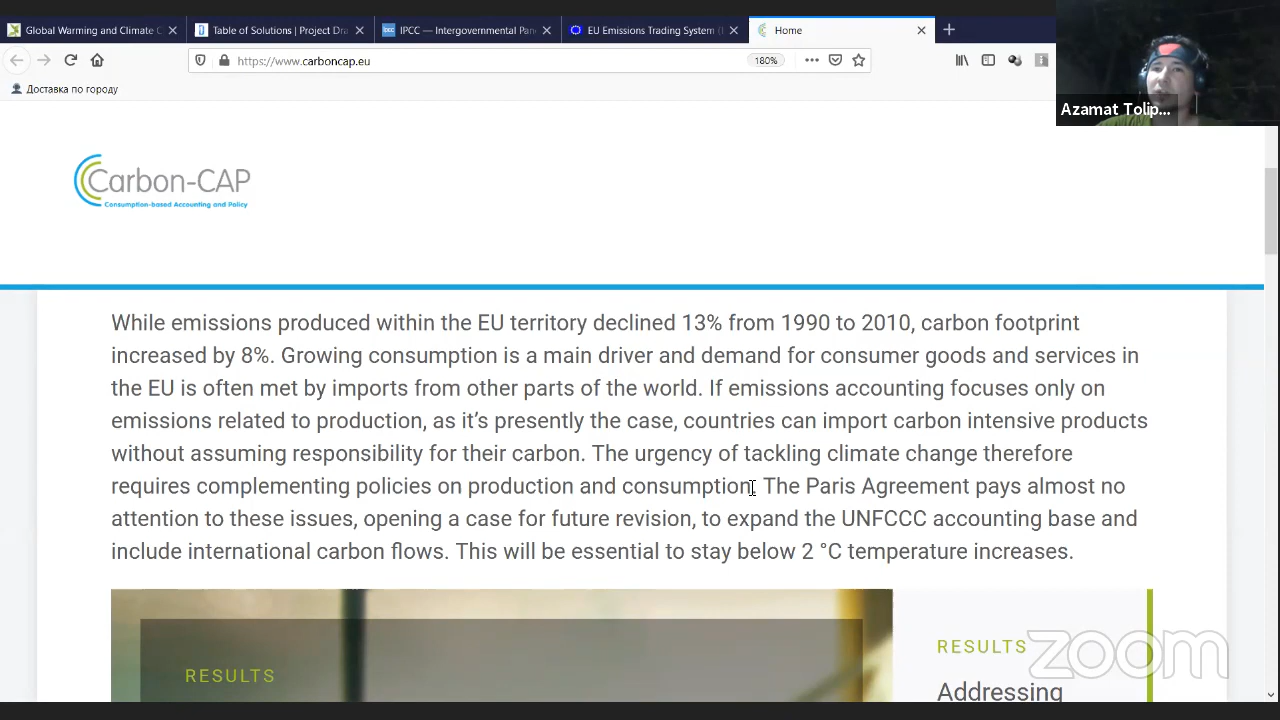 Global Warming and Climate C
Table of Solutions | Project Dra
IPCC — Intergovernmental Pan
EU Emissions Trading System (
Home
https://www.carboncap.eu
180%
Доставка по городу
Azamat Tolip...
Carbon-CAP
Consumption-based Accounting and Policy
While emissions produced within the EU territory declined 13% from 1990 to 2010, carbon footprint
increased by 8%. Growing consumption is a main driver and demand for consumer goods and services in
the EU is often met by imports from other parts of the world. If emissions accounting focuses only on
emissions related to production, as it's presently the case, countries can import carbon intensive products
without assuming responsibility for their carbon. The urgency of tackling climate change therefore
requires complementing policies on production and consumption. The Paris Agreement pays almost no
attention to these issues, opening a case for future revision, to expand the UNFCCC accounting base and
include international carbon flows. This will be essential to stay below 2 °C temperature increases.
RESULTS
RESULTS
Addressing
zoom